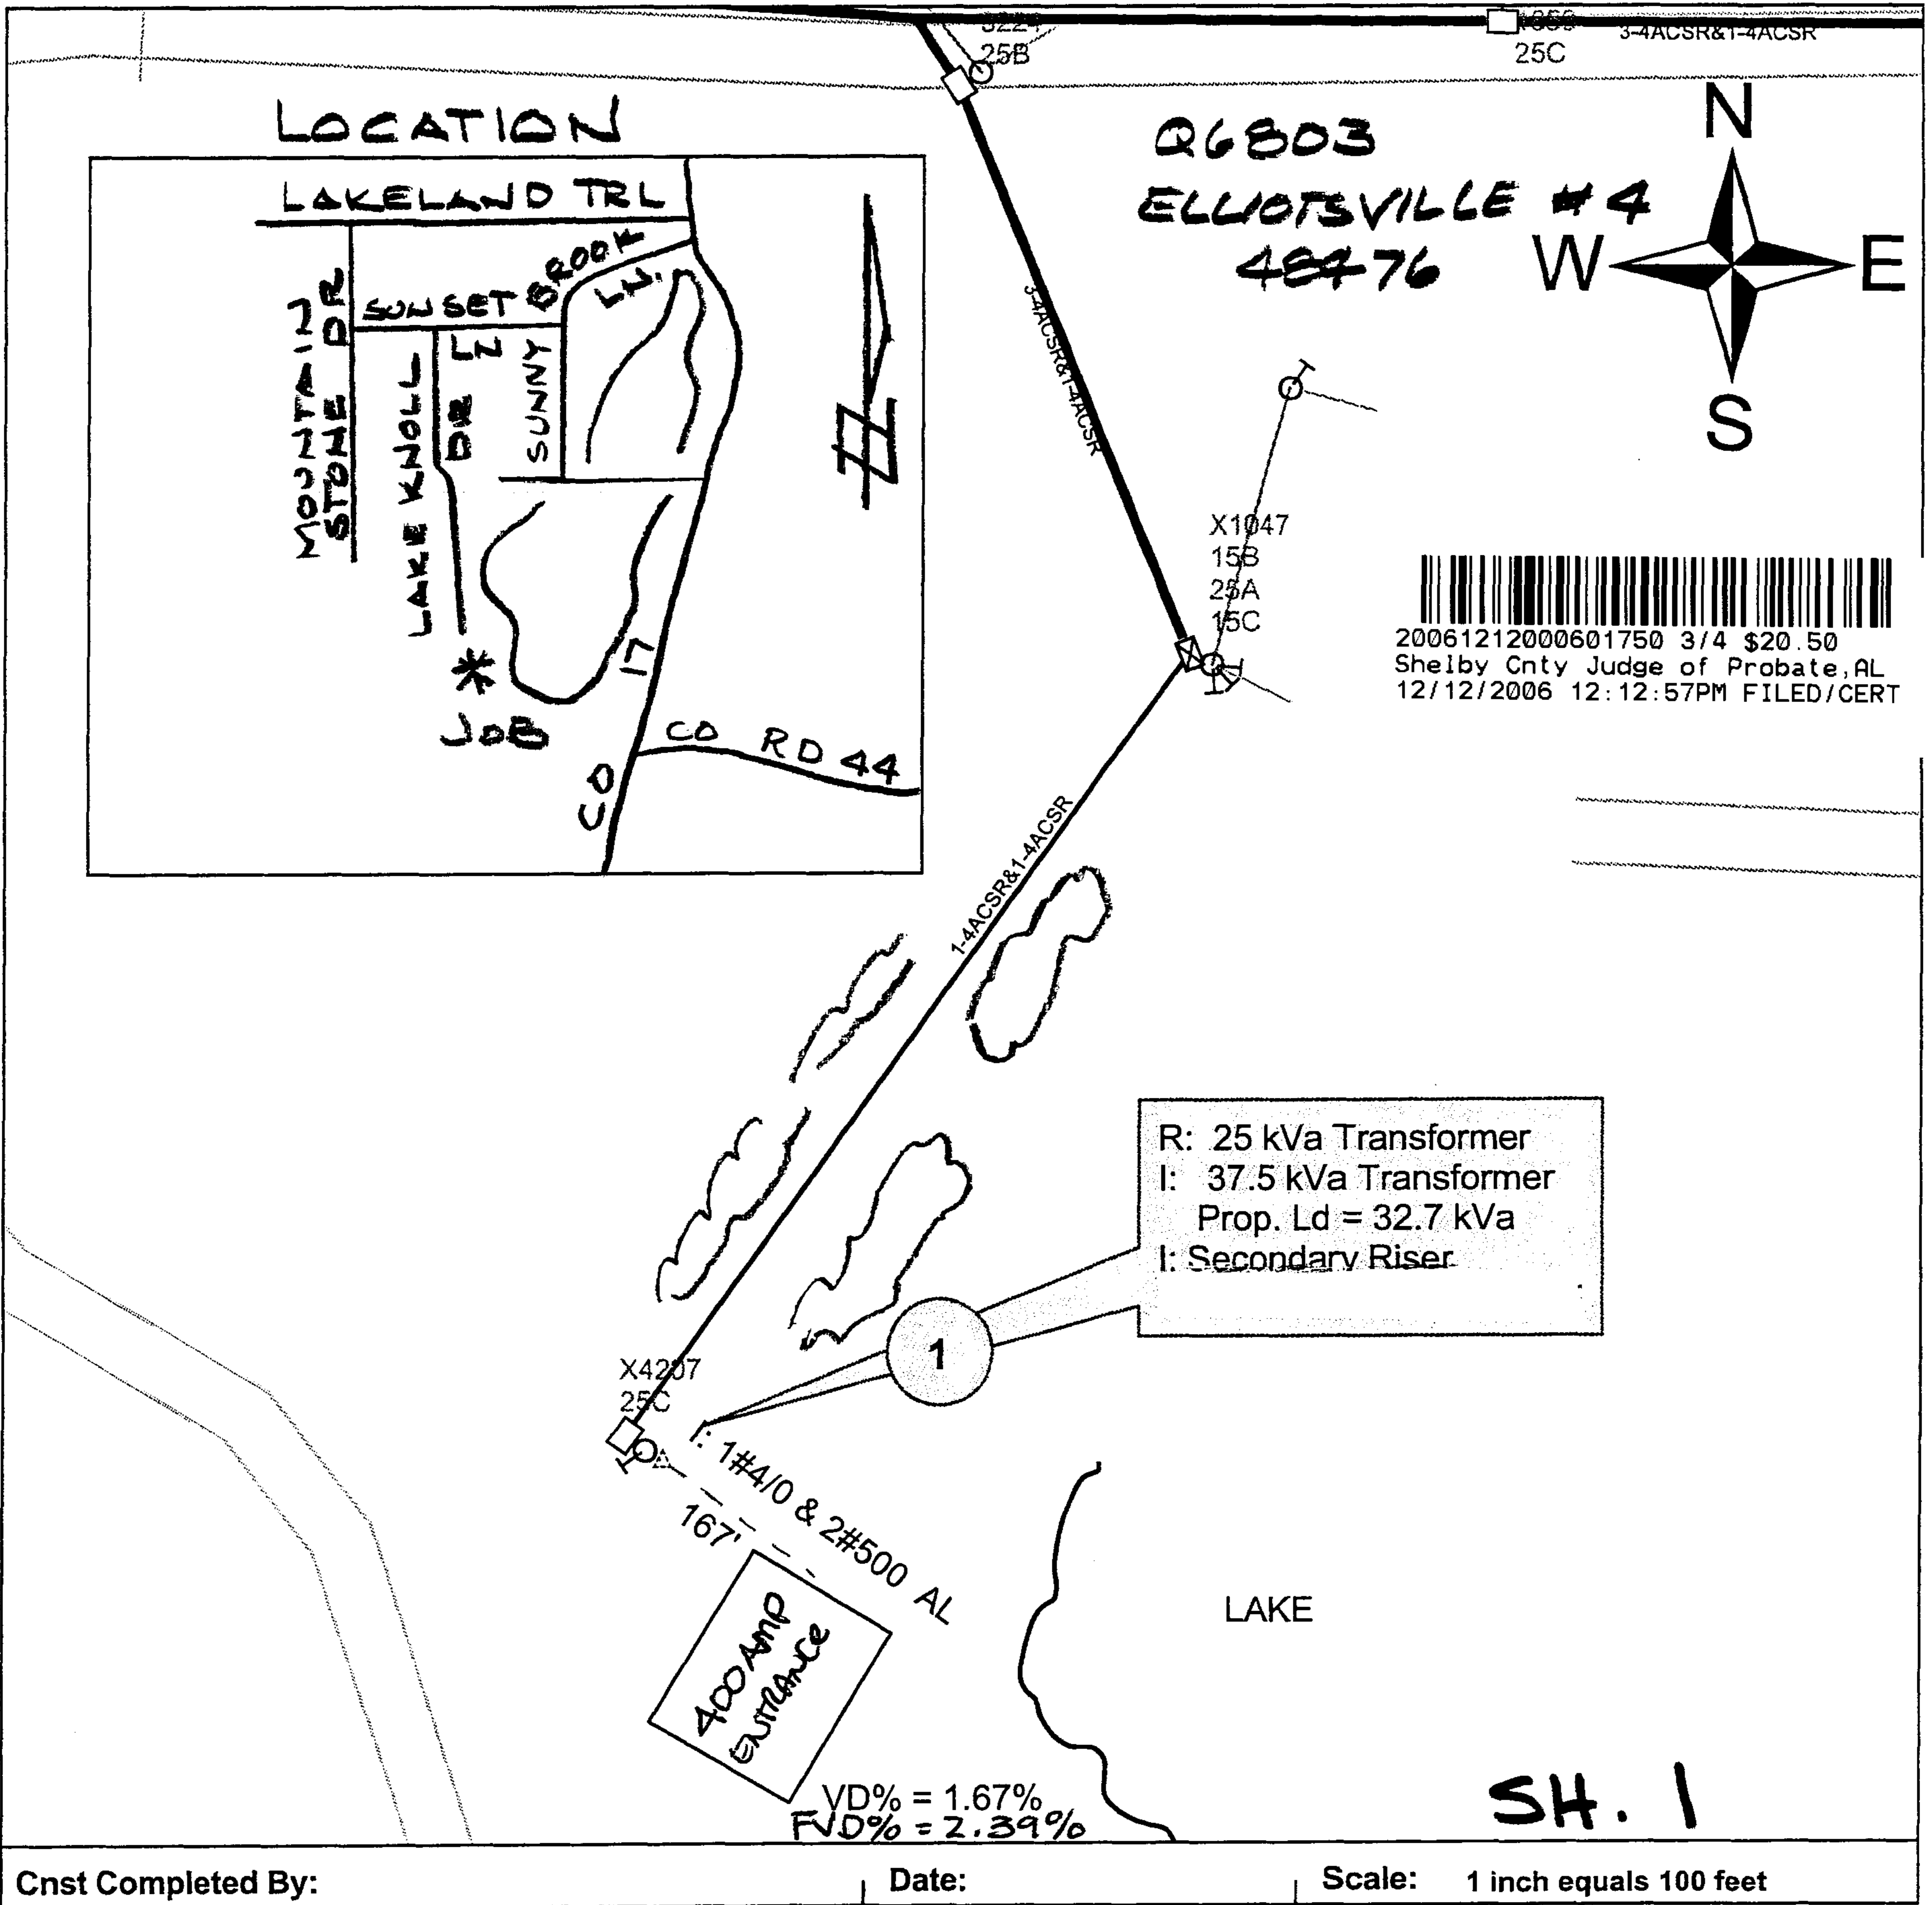 25B
25C
3-4ACSR&1-4ACSR
LOCATION
LAKELAND TRL
BROOK
LN.
SUNSET
LN
MOUNTAIN
STONE DR
LAKE KNOLL
DR
SUNNY
N
17
CO
JOB
CO RD 44
Q6803
ELLIOTSVILLE #4
48476
N
W
E
S
3-4ACSR&1-4ACSR
X1047
15B
25A
15C
20061212000601750 3/4 $20.50
Shelby Cnty Judge of Probate,AL
12/12/2006 12:12:57PM FILED/CERT
1-4ACSR&1-4ACSR
R: 25 kVa Transformer
I: 37.5 kVa Transformer
Prop. Ld = 32.7 kVa
I: Secondary Riser
1
X4207
25C
I: 1#4/0 & 2#500 AL
167'
400 AMP
ENTRANCE
LAKE
VD% = 1.67%
FVD% = 2.39%
SH. 1
Cnst Completed By:
Date:
Scale: 1 inch equals 100 feet